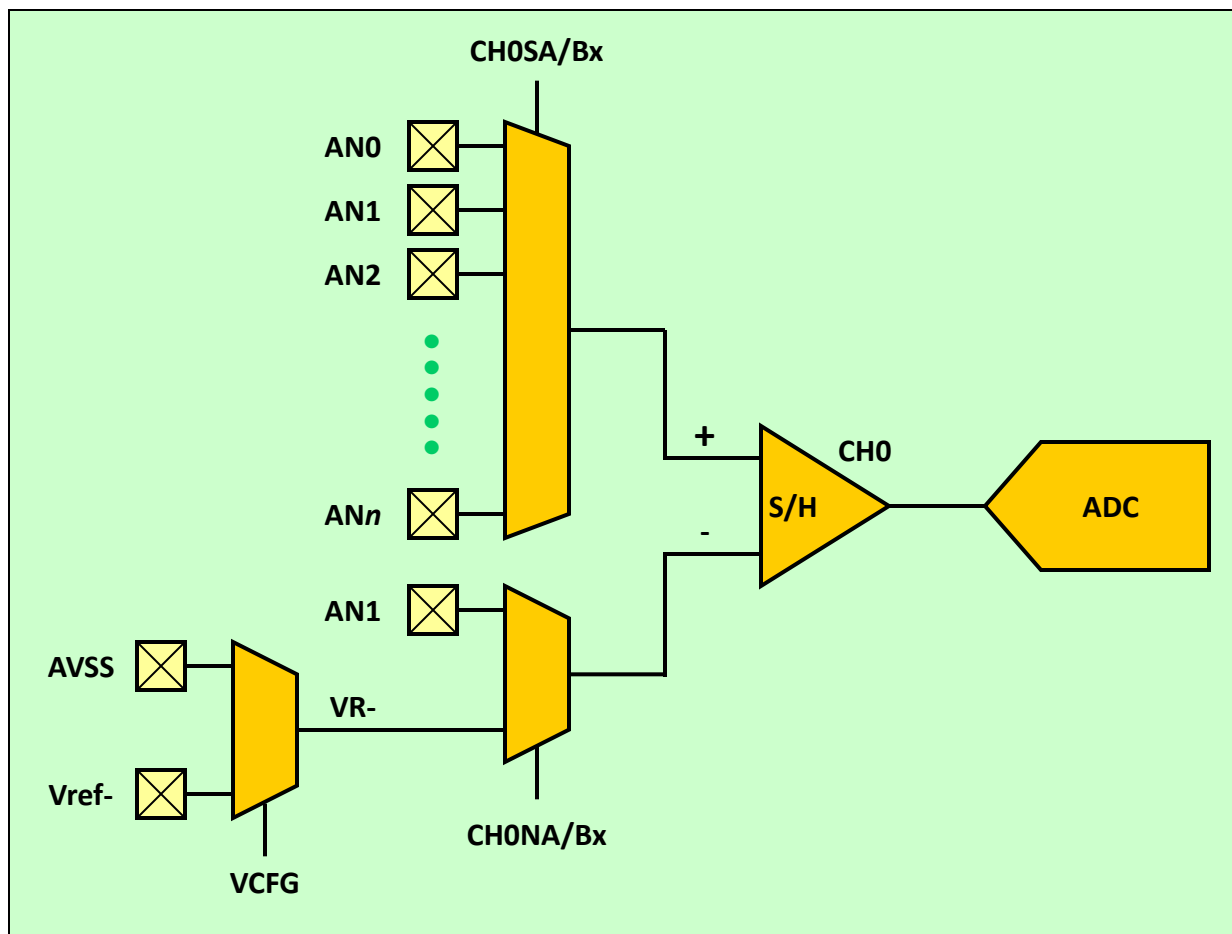 CH0SA/Bx
AN0
AN1
AN2
ANn
+
CH0
S/H
ADC
-
AN1
AVSS
VR-
Vref-
CH0NA/Bx
VCFG